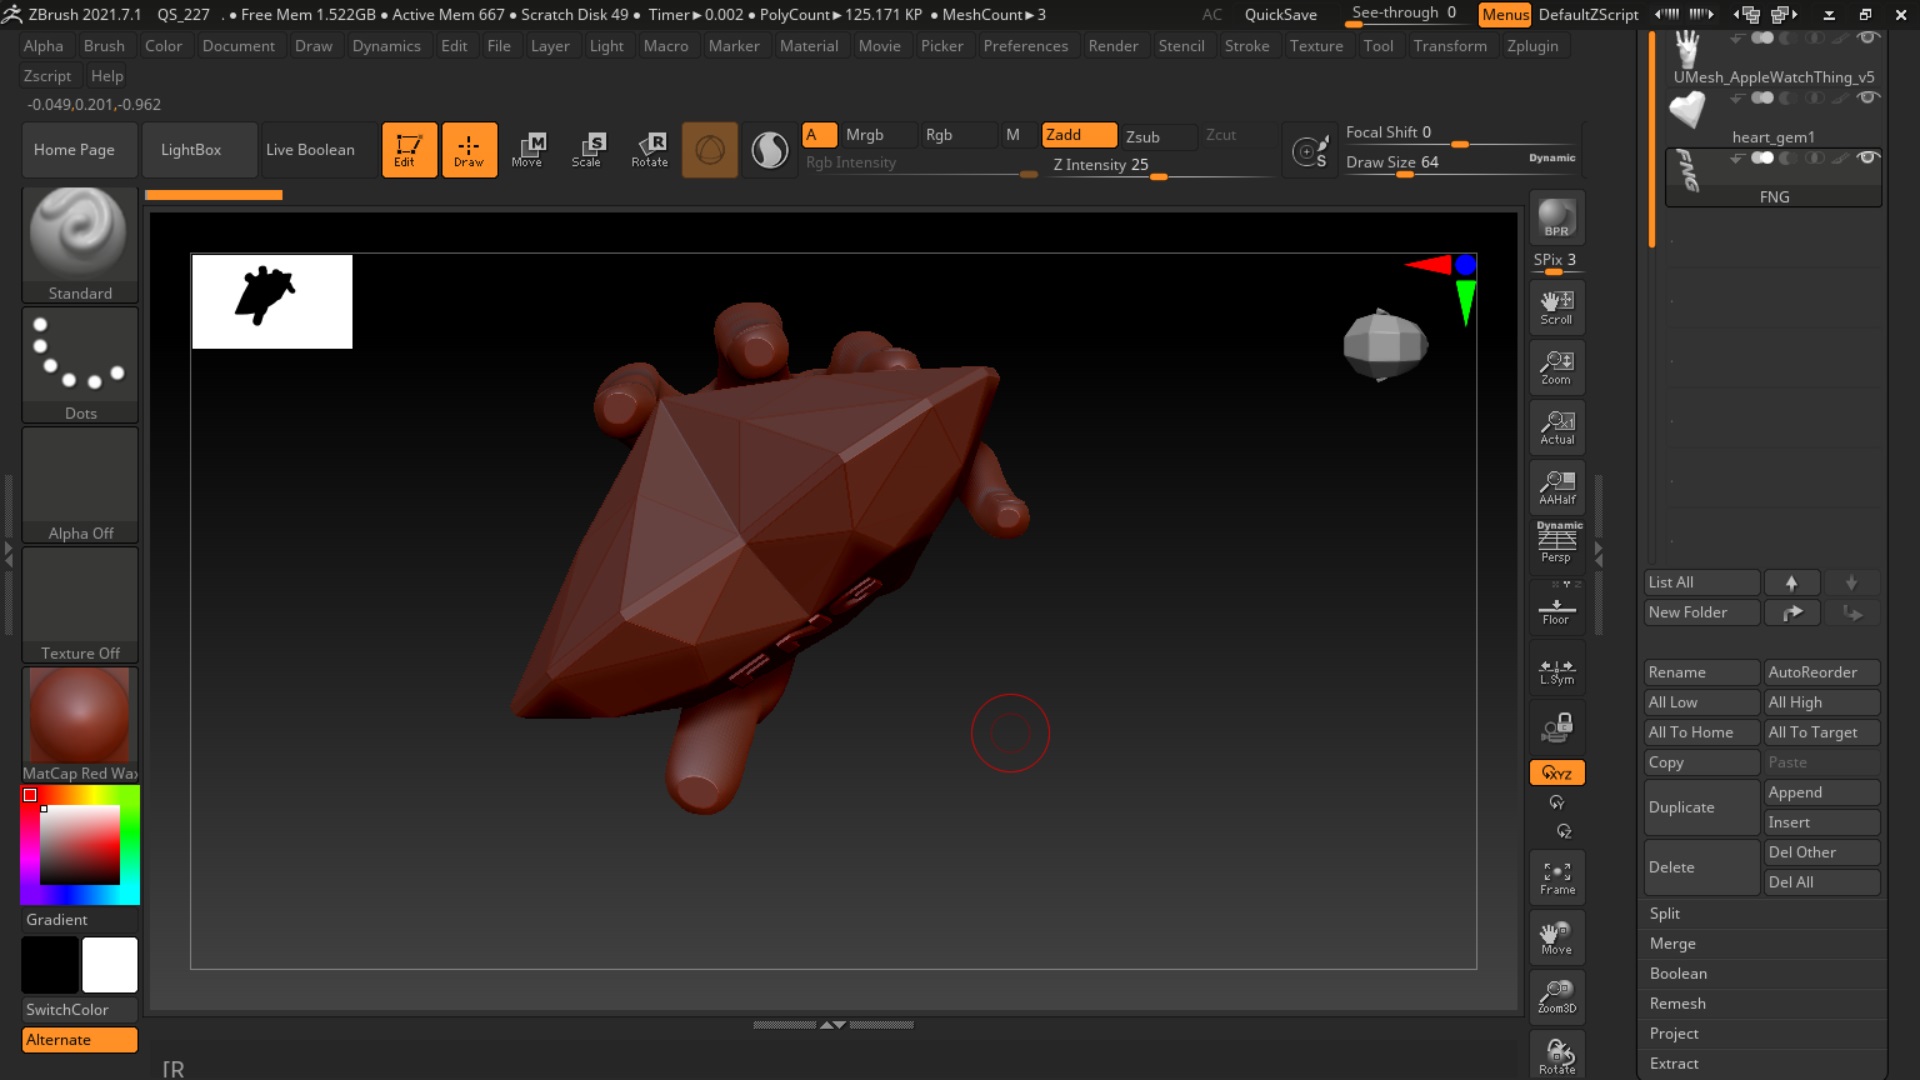 ZBrush 2021.7.1 QS_227 . • Free Mem 1.522GB • Active Mem 667 • Scratch Disk 49 • Timer▸0.002 • PolyCount▸125.171 KP • MeshCount▸3 AC QuickSave See-through 0 Menus DefaultZScript
Alpha Brush Color Document Draw Dynamics Edit File Layer Light Macro Marker Material Movie Picker Preferences Render Stencil Stroke Texture Tool Transform Zplugin
Zscript Help
-0.049,0.201,-0.962
Home Page LightBox Live Boolean Edit Draw Move Scale Rotate A Mrgb Rgb M Zadd Zsub Zcut
Rgb Intensity Z Intensity 25
Focal Shift 0
Draw Size 64 Dynamic
Standard
Dots
Alpha Off
Texture Off
MatCap Red Wax
Gradient
SwitchColor
Alternate
[R
BPR
SPix 3
Scroll
Zoom
Actual
AAHalf
Dynamic
Persp
Floor
L.Sym
XYZ
Y
Z
Frame
Move
Zoom3D
Rotate
UMesh_AppleWatchThing_v5
heart_gem1
FNG
FNG
List All
New Folder
Rename AutoReorder
All Low All High
All To Home All To Target
Copy Paste
Duplicate Append
Insert
Delete Del Other
Del All
Split
Merge
Boolean
Remesh
Project
Extract